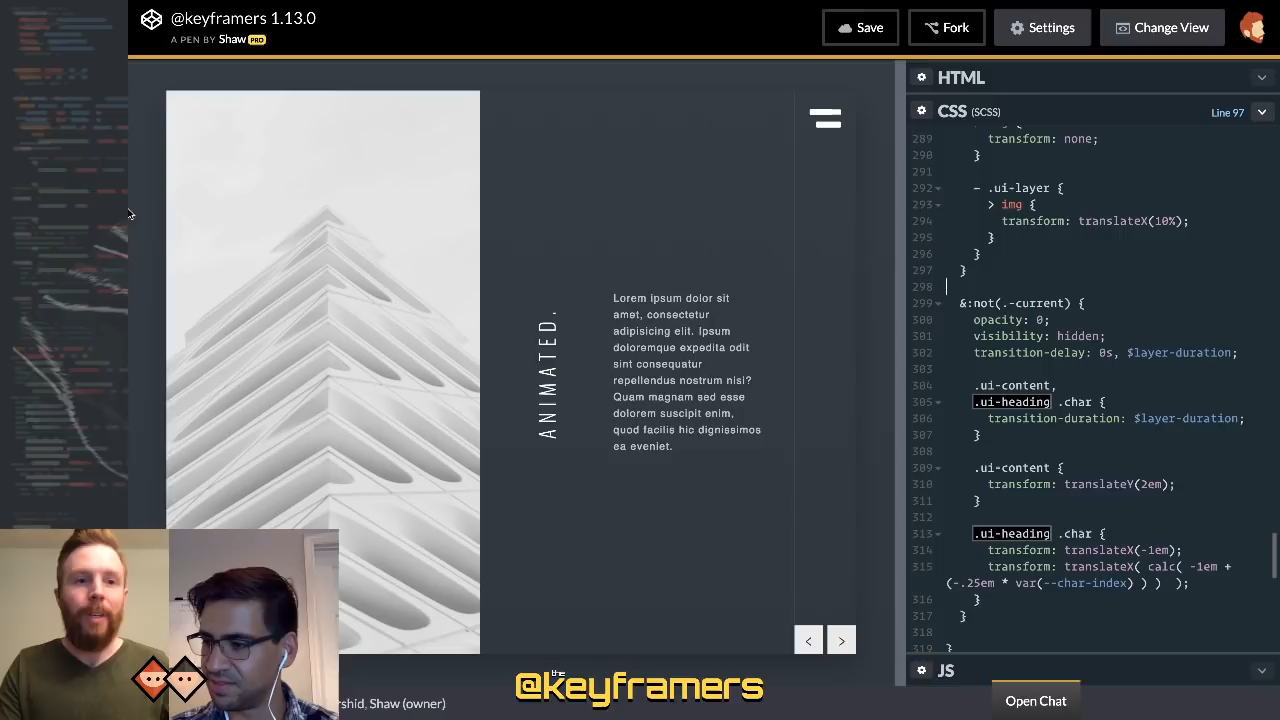 @keyframers 1.13.0
A PEN BY Shaw PRO
Save
Fork
Settings
Change View
ANIMATED.
Lorem ipsum dolor sit
amet, consectetur
adipisicing elit. Ipsum
doloremque expedita odit
sint consequatur
repellendus nostrum nisi?
Quam magnam sed esse
dolorem suscipit enim,
quod facilis hic dignissimos
ea eveniet.
<
>
HTML
CSS (SCSS)
Line 97
289 transform: none;
290 }
291
292 - .ui-layer {
293 > img {
294 transform: translateX(10%);
295 }
296 }
297 }
298
299 &:not(.-current) {
300 opacity: 0;
301 visibility: hidden;
302 transition-delay: 0s, $layer-duration;
303
304 .ui-content,
305 .ui-heading .char {
306 transition-duration: $layer-duration;
307 }
308
309 .ui-content {
310 transform: translateY(2em);
311 }
312
313 .ui-heading .char {
314 transform: translateX(-1em);
315 transform: translateX( calc( -1em +
(-.25em * var(--char-index) ) ) );
316 }
317 }
318
319 }
JS
the
@keyframers
rshid, Shaw (owner)
Open Chat